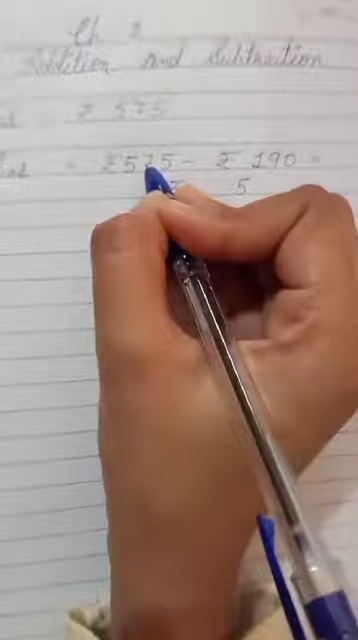 Ch 2
Addition and Subtraction
₹ 575
= ₹575 - ₹ 190 =
5